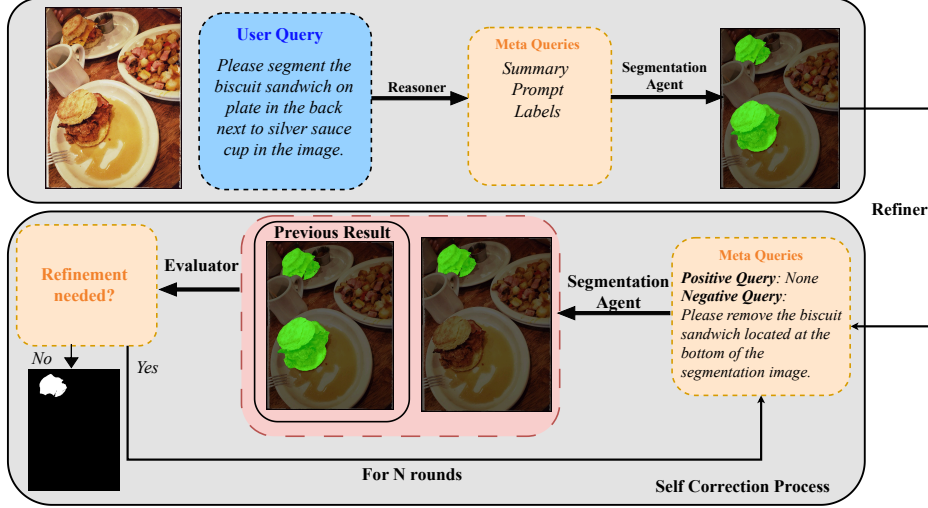 User Query
Please segment the
biscuit sandwich on
plate in the back
next to silver sauce
cup in the image.
Reasoner
Meta Queries
Summary
Prompt
Labels
Segmentation
Agent
Refiner
Refinement
needed?
Evaluator
Previous Result
Segmentation
Agent
Meta Queries
Positive Query: None
Negative Query:
Please remove the biscuit
sandwich located at the
bottom of the
segmentation image.
No
Yes
For N rounds
Self Correction Process